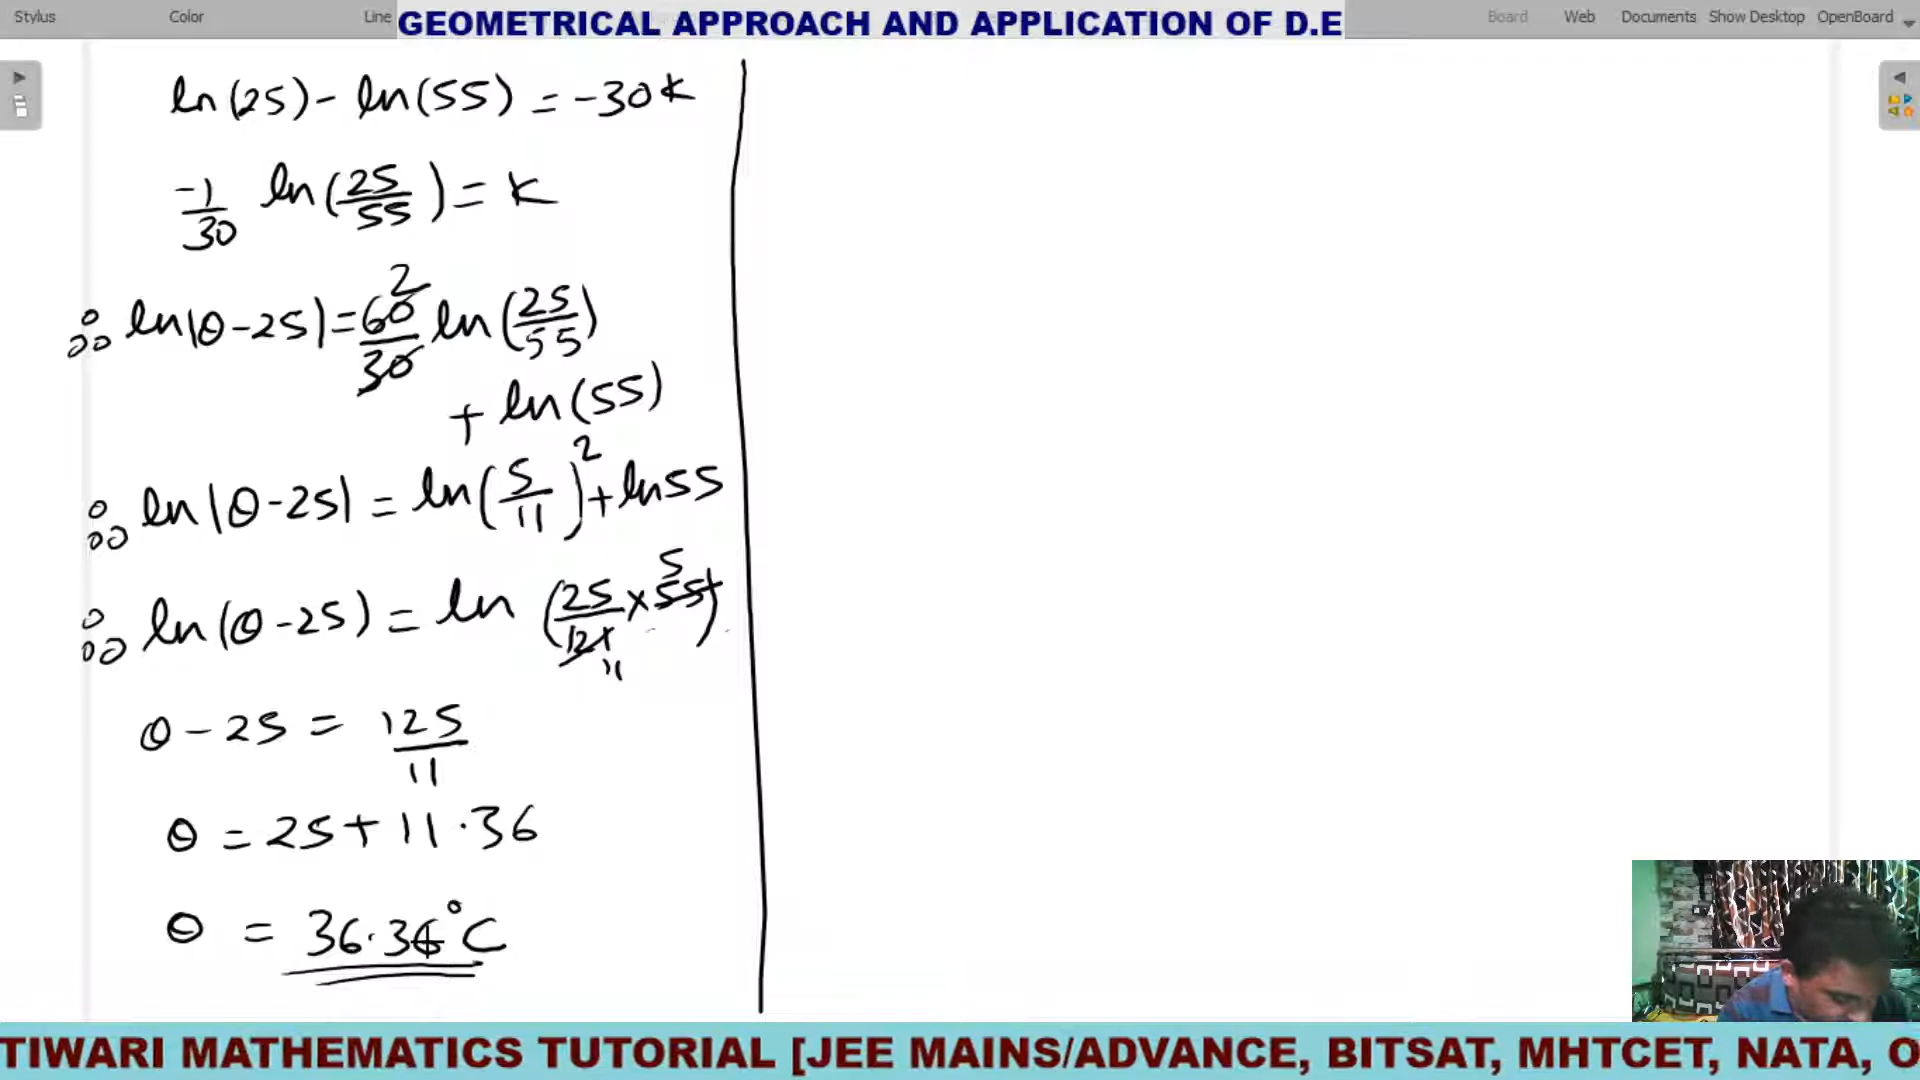 Stylus Color Line GEOMETRICAL APPROACH AND APPLICATION OF D.E Board Web Documents Show Desktop OpenBoard
ln(25) - ln(55) = -30k
-1/30 ln(25/55) = k
∴ ln|θ-25| = 60/30 2 ln(25/55)
+ ln(55)
∴ ln|θ-25| = ln(5/11)² + ln55
∴ ln(θ-25) = ln (25/121 × 55) 5 11
θ - 25 = 125/11
θ = 25 + 11.36
θ = 36.36°C
TIWARI MATHEMATICS TUTORIAL [JEE MAINS/ADVANCE, BITSAT, MHTCET, NATA, O